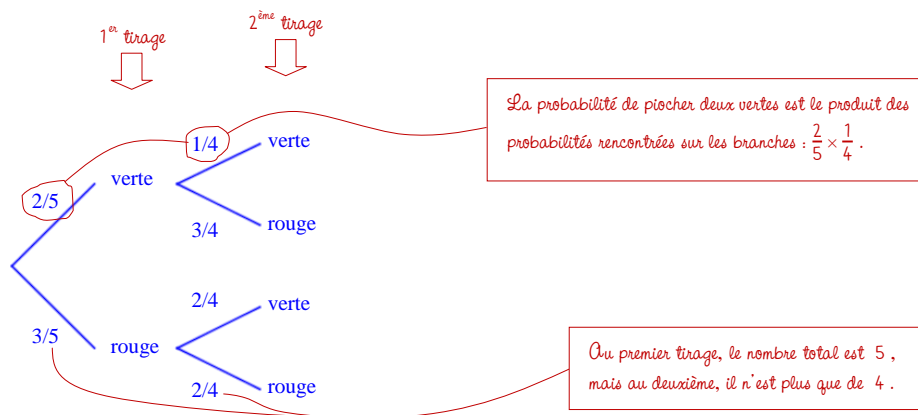 1er tirage
2ème tirage
La probabilité de piocher deux vertes est le produit des
probabilités rencontrées sur les branches : 2/5 × 1/4 .
1/4
verte
verte
2/5
3/4
rouge
2/4
verte
3/5
rouge
2/4
rouge
Au premier tirage, le nombre total est 5 ,
mais au deuxième, il n'est plus que de 4 .